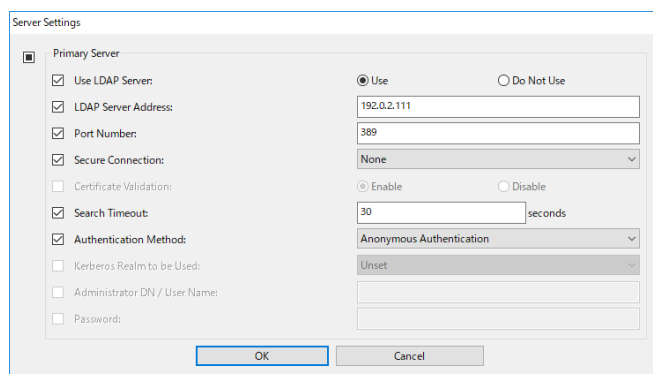 Server Settings
Primary Server
Use LDAP Server: Use Do Not Use
LDAP Server Address: 192.0.2.111
Port Number: 389
Secure Connection: None
Certificate Validation: Enable Disable
Search Timeout: 30 seconds
Authentication Method: Anonymous Authentication
Kerberos Realm to be Used: Unset
Administrator DN / User Name:
Password:
OK Cancel